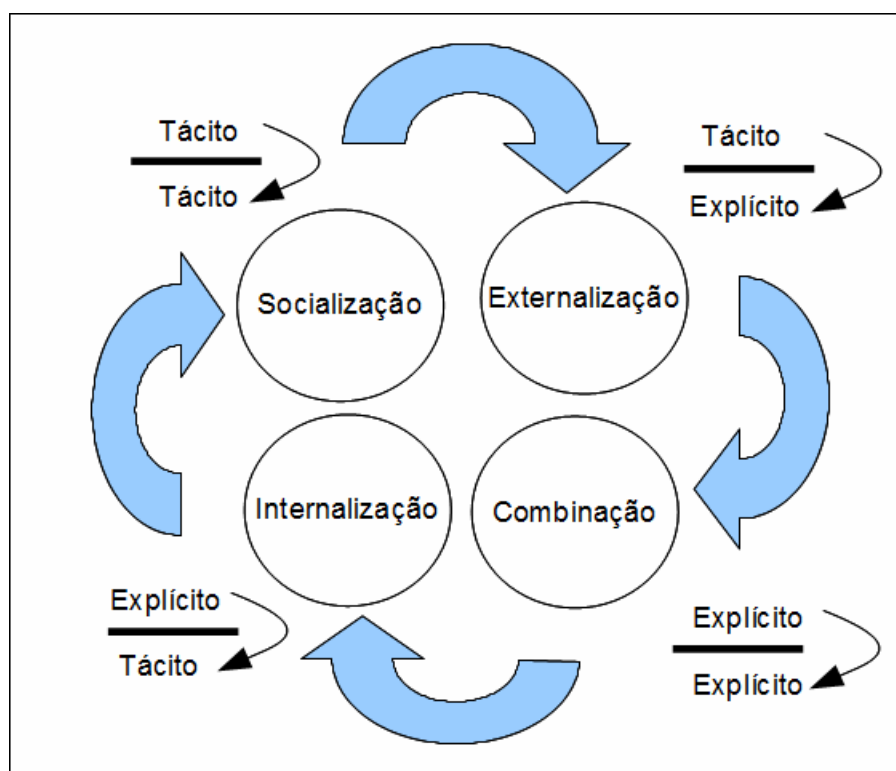 Tácito
Tácito
Tácito
Explícito
Socialização
Externalização
Internalização
Combinação
Explícito
Tácito
Explícito
Explícito